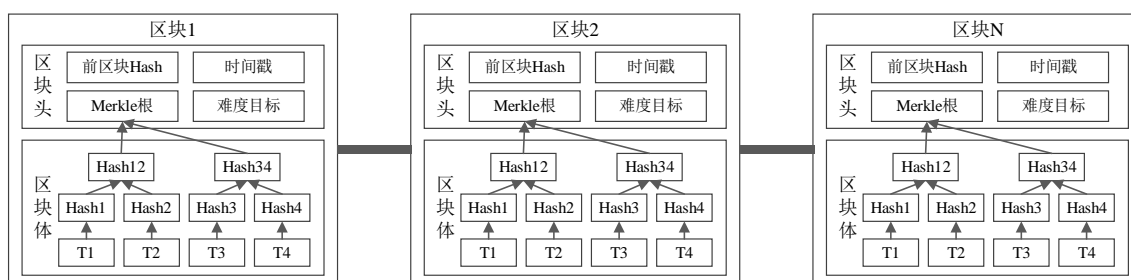 区块1
区块头
前区块Hash
时间戳
Merkle根
难度目标
区块体
Hash12
Hash34
Hash1
Hash2
Hash3
Hash4
T1
T2
T3
T4
区块2
区块头
前区块Hash
时间戳
Merkle根
难度目标
区块体
Hash12
Hash34
Hash1
Hash2
Hash3
Hash4
T1
T2
T3
T4
区块N
区块头
前区块Hash
时间戳
Merkle根
难度目标
区块体
Hash12
Hash34
Hash1
Hash2
Hash3
Hash4
T1
T2
T3
T4